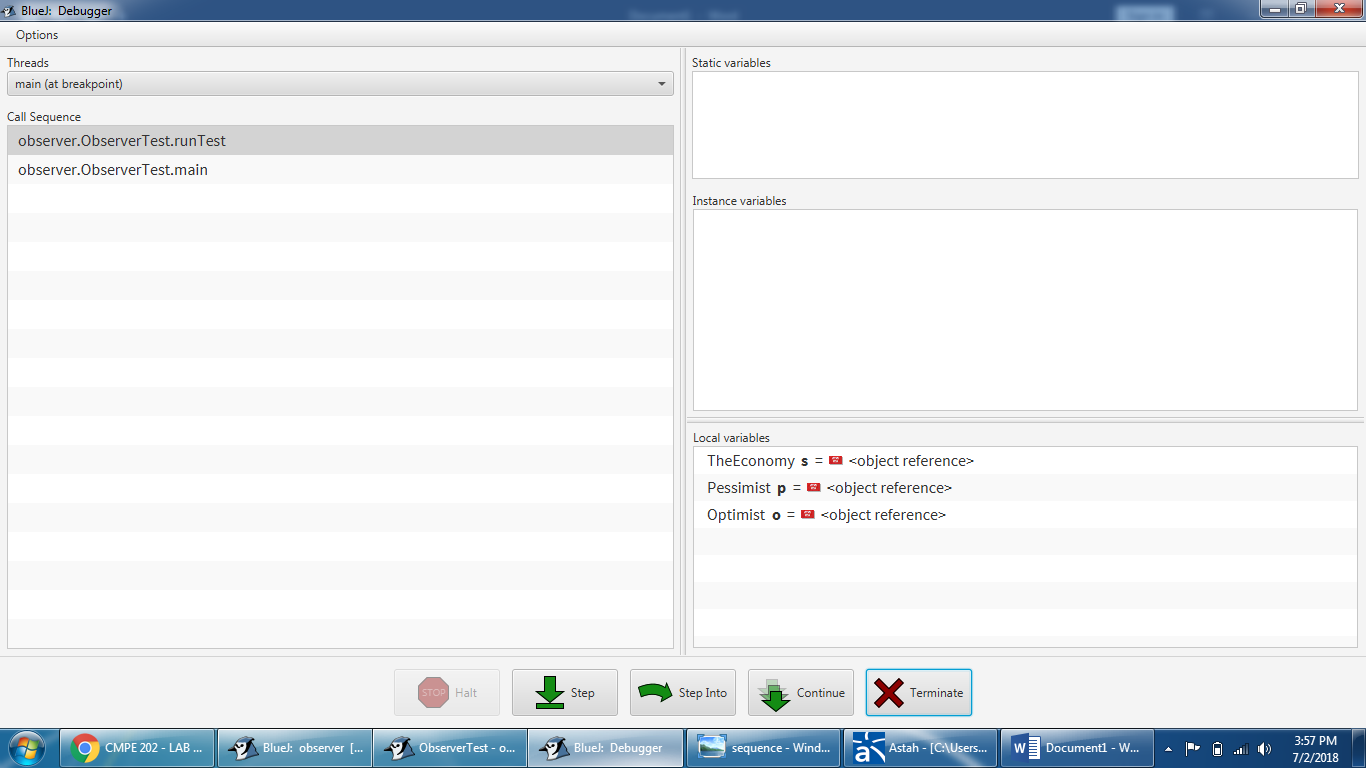 BlueJ: Debugger
Options
Threads
main (at breakpoint)
Call Sequence
observer.ObserverTest.runTest
observer.ObserverTest.main
Static variables
Instance variables
Local variables
TheEconomy s = <object reference>
Pessimist p = <object reference>
Optimist o = <object reference>
STOP Halt
Step
Step Into
Continue
Terminate
CMPE 202 - LAB ...
BlueJ: observer [...
ObserverTest - o...
BlueJ: Debugger
sequence - Wind...
Astah - [C:\Users...
Document1 - W...
3:57 PM
7/2/2018